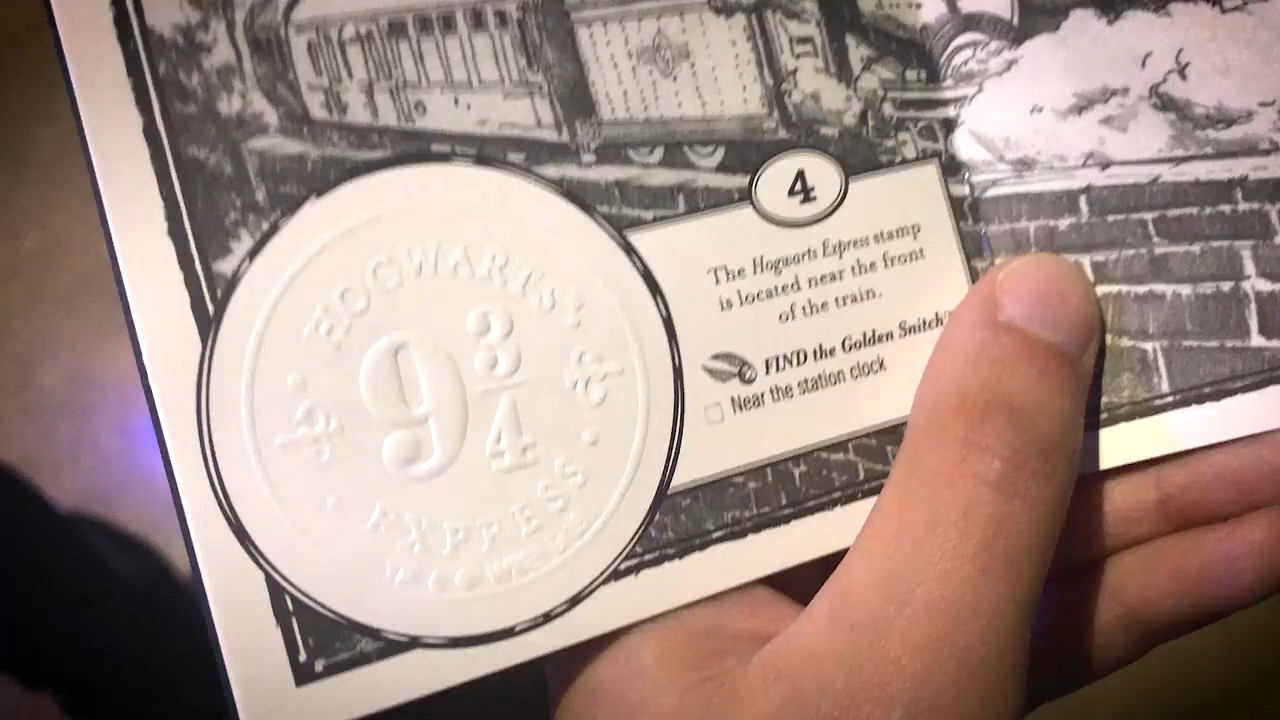 HOGWARTS
9 3/4
EXPRESS
4
The Hogwarts Express stamp
is located near the front
of the train.
FIND the Golden Snitch™
Near the station clock